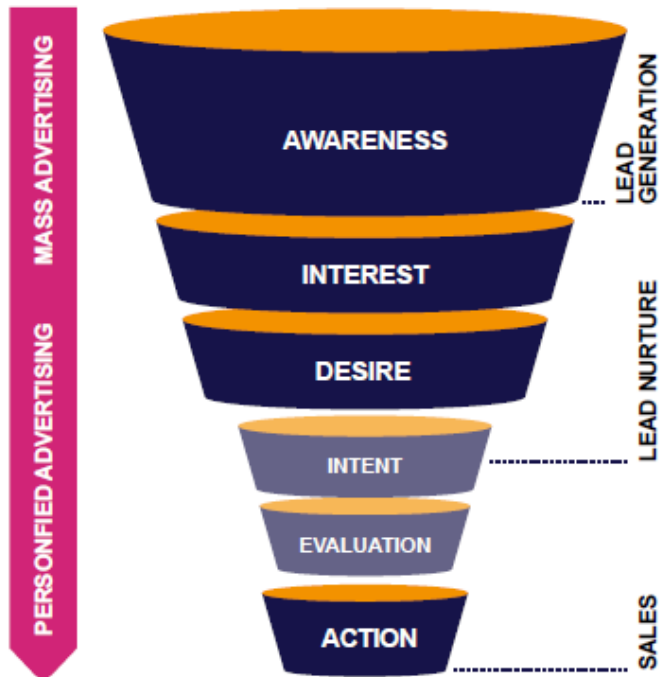 MASS ADVERTISING
PERSONFIED ADVERTISING
AWARENESS
INTEREST
DESIRE
INTENT
EVALUATION
ACTION
LEAD
GENERATION
LEAD NURTURE
SALES